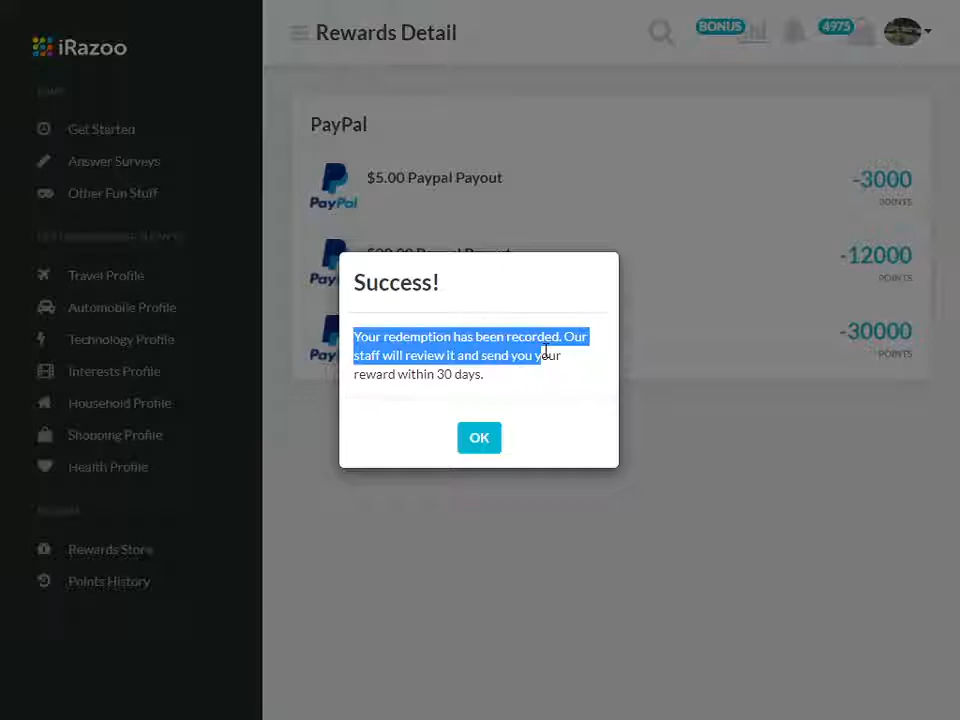 iRazoo
Rewards Detail
BONUS
4975
Get Started
Answer Surveys
Other Fun Stuff
Travel Profile
Automobile Profile
Technology Profile
Interests Profile
Household Profile
Shopping Profile
Health Profile
Rewards Store
Points History
PayPal
PayPal
$5.00 Paypal Payout
-3000
POINTS
-12000
POINTS
-30000
POINTS
Success!
Your redemption has been recorded. Our
staff will review it and send you your
reward within 30 days.
OK